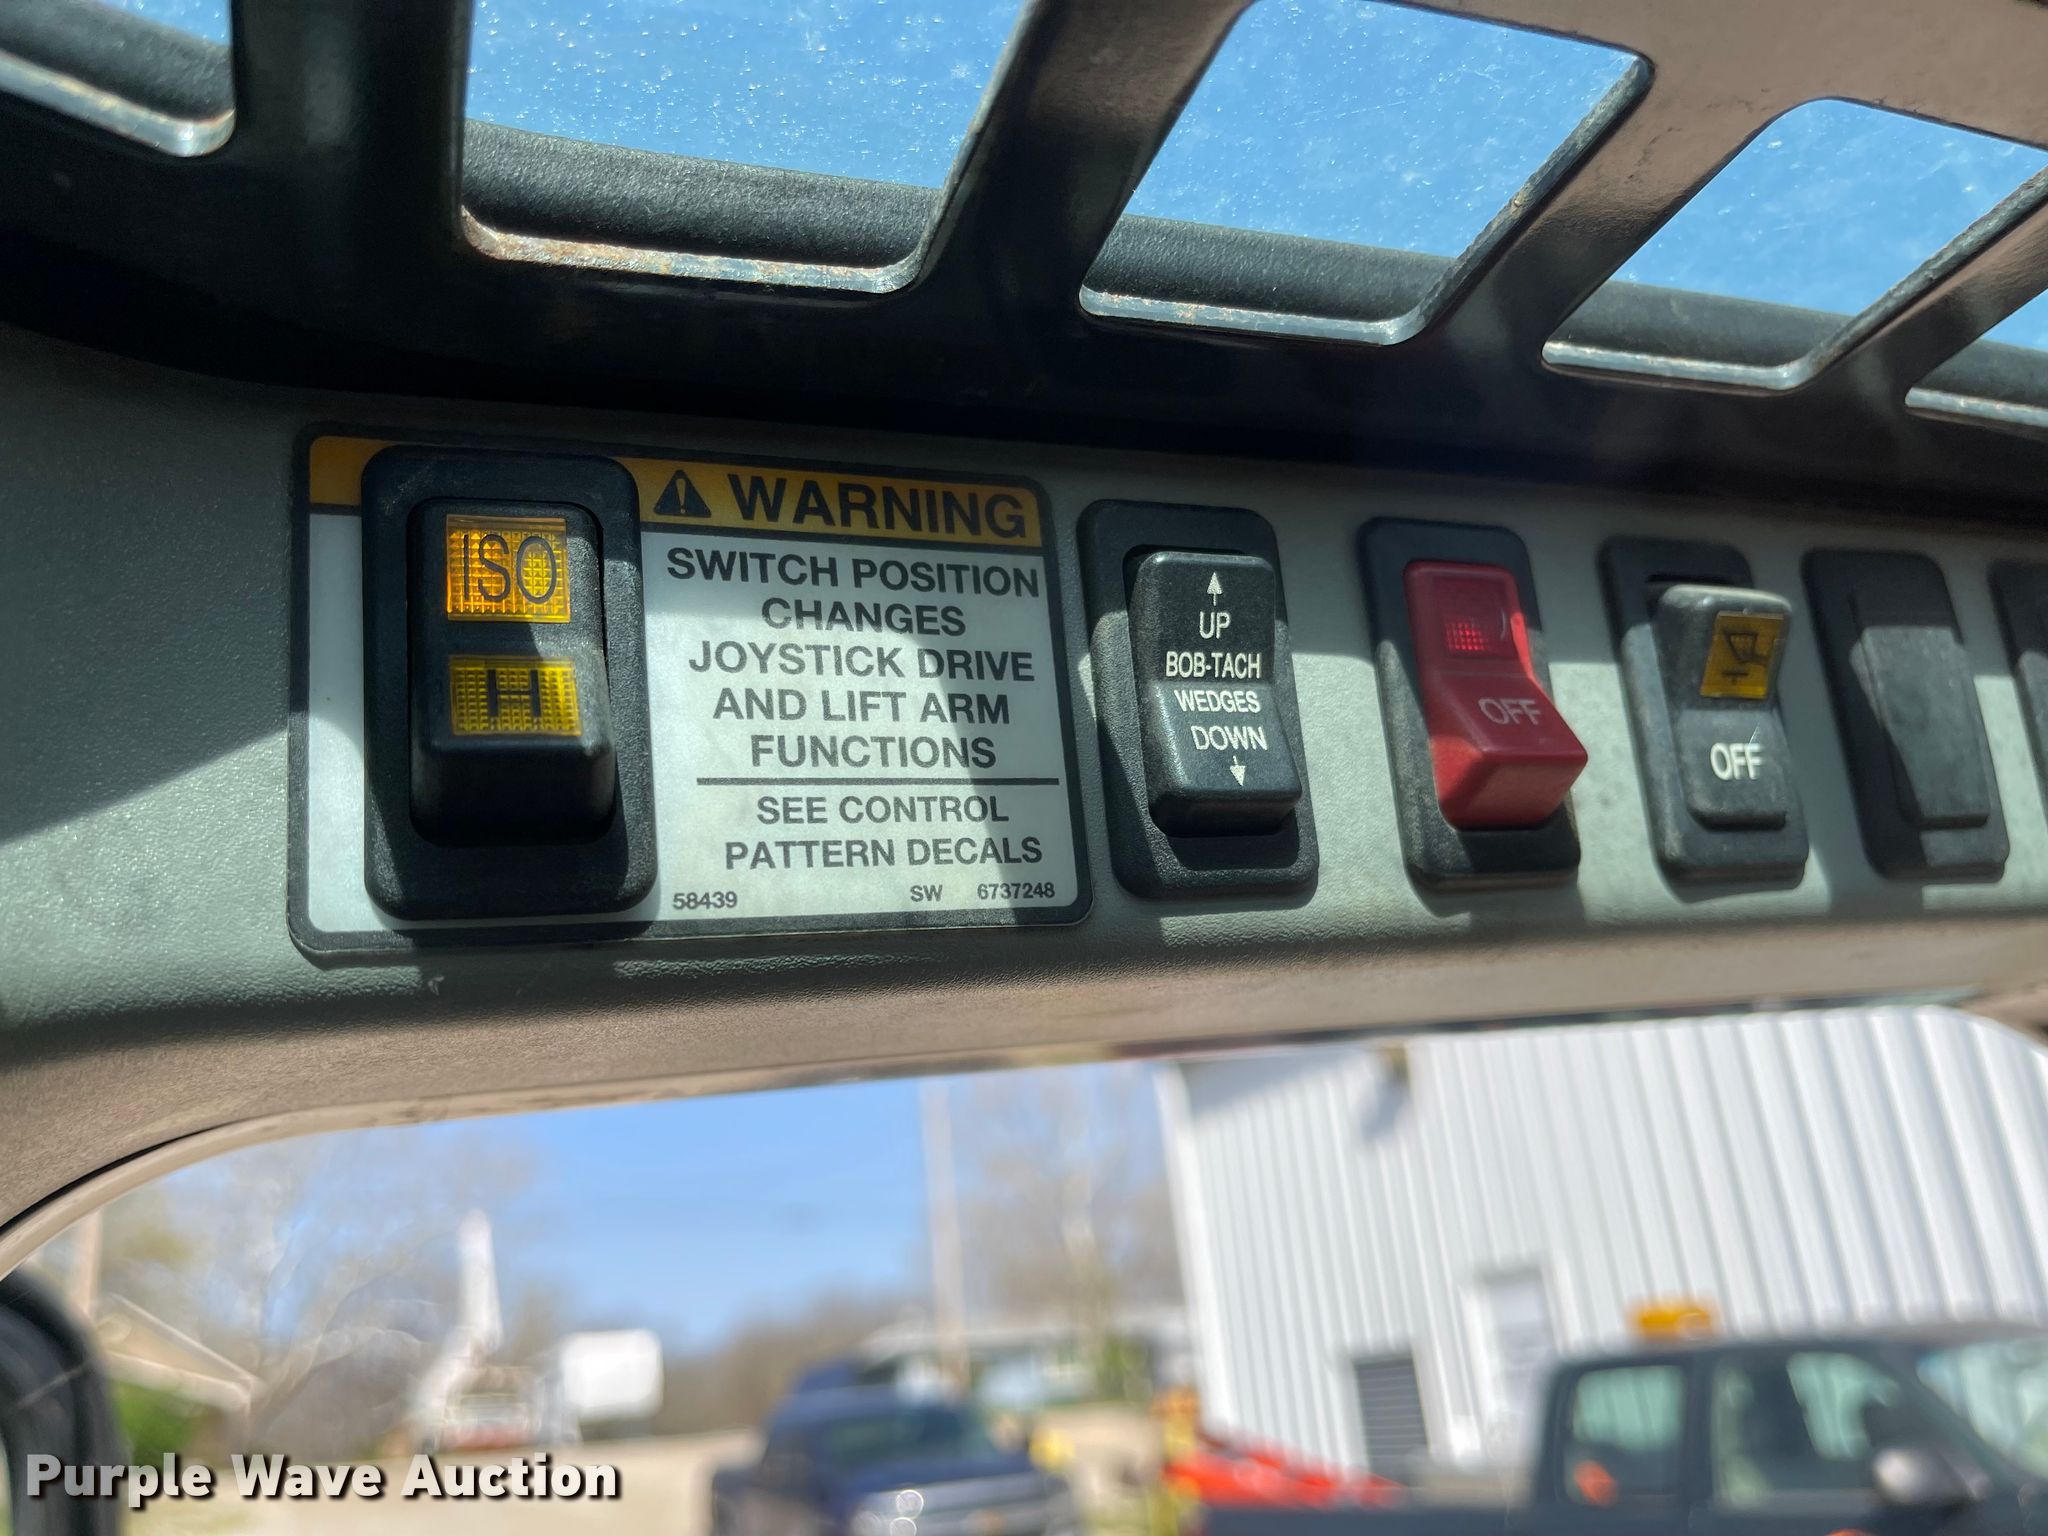 ISO
H
WARNING
SWITCH POSITION
CHANGES
JOYSTICK DRIVE
AND LIFT ARM
FUNCTIONS
SEE CONTROL
PATTERN DECALS
58439 SW 6737248
UP
BOB-TACH
WEDGES
DOWN
OFF
OFF
Purple Wave Auction